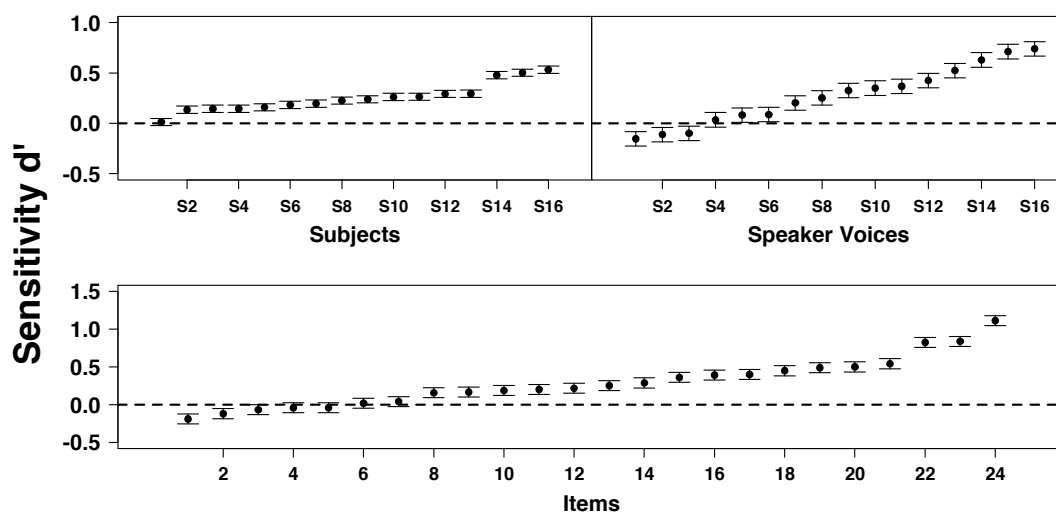 Sensitivity d'
1.0
0.5
0.0
-0.5
S2 S4 S6 S8 S10 S12 S14 S16
Subjects
S2 S4 S6 S8 S10 S12 S14 S16
Speaker Voices
1.5
1.0
0.5
0.0
-0.5
2 4 6 8 10 12 14 16 18 20 22 24
Items